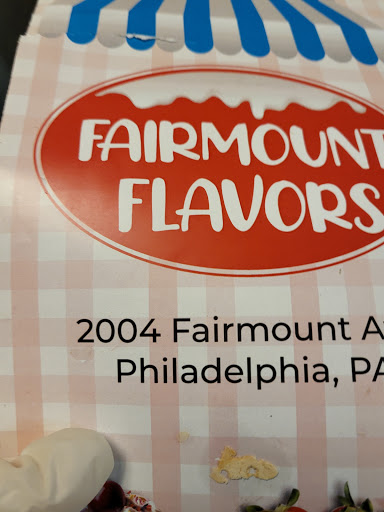 FAIRMOUNT
FLAVORS
2004 Fairmount A
Philadelphia, PA